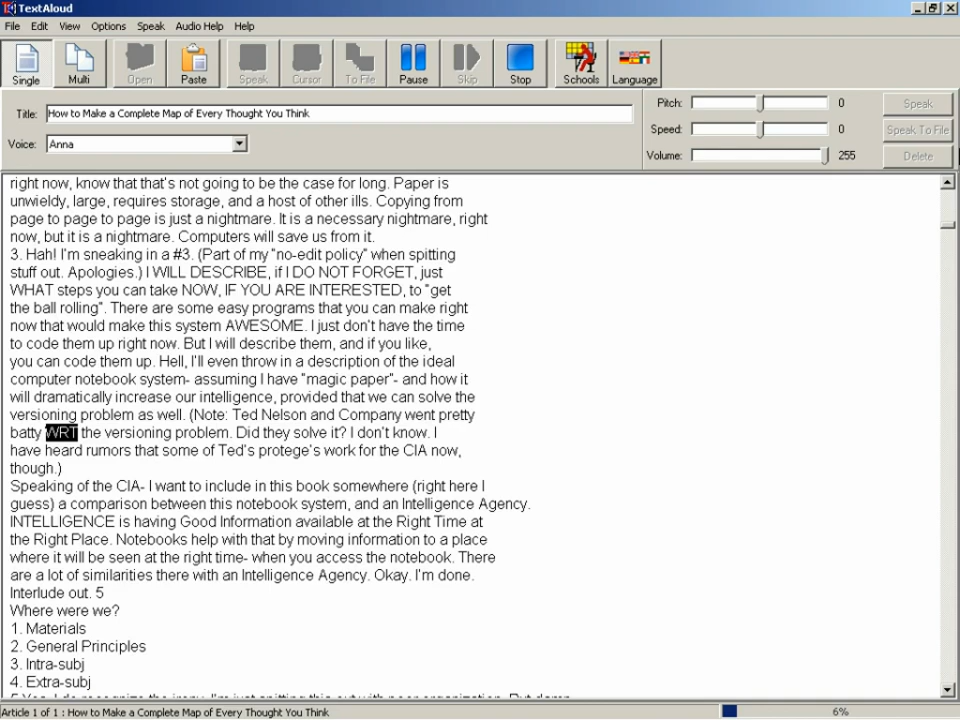 TextAloud
File Edit View Options Speak Audio Help Help
Single Multi Open Paste Speak Cursor To File Pause Skip Stop Schools Language
Title: How to Make a Complete Map of Every Thought You Think
Voice: Anna
Pitch: 0 Speak
Speed: 0 Speak To File
Volume: 255 Delete
right now, know that that's not going to be the case for long. Paper is
unwieldy, large, requires storage, and a host of other ills. Copying from
page to page to page is just a nightmare. It is a necessary nightmare, right
now, but it is a nightmare. Computers will save us from it.
3. Hah! I'm sneaking in a #3. (Part of my "no-edit policy" when spitting
stuff out. Apologies.) I WILL DESCRIBE, if I DO NOT FORGET, just
WHAT steps you can take NOW, IF YOU ARE INTERESTED, to "get
the ball rolling". There are some easy programs that you can make right
now that would make this system AWESOME. I just don't have the time
to code them up right now. But I will describe them, and if you like,
you can code them up. Hell, I'll even throw in a description of the ideal
computer notebook system- assuming I have "magic paper"- and how it
will dramatically increase our intelligence, provided that we can solve the
versioning problem as well. (Note: Ted Nelson and Company went pretty
batty WRT the versioning problem. Did they solve it? I don't know. I
have heard rumors that some of Ted's protege's work for the CIA now,
though.)
Speaking of the CIA- I want to include in this book somewhere (right here I
guess) a comparison between this notebook system, and an Intelligence Agency.
INTELLIGENCE is having Good Information available at the Right Time at
the Right Place. Notebooks help with that by moving information to a place
where it will be seen at the right time- when you access the notebook. There
are a lot of similarities there with an Intelligence Agency. Okay. I'm done.
Interlude out. 5
Where were we?
1. Materials
2. General Principles
3. Intra-subj
4. Extra-subj
5 Yes, I do recognize the irony. I'm just spitting this out with poor organization. But damn
Article 1 of 1 : How to Make a Complete Map of Every Thought You Think 6%